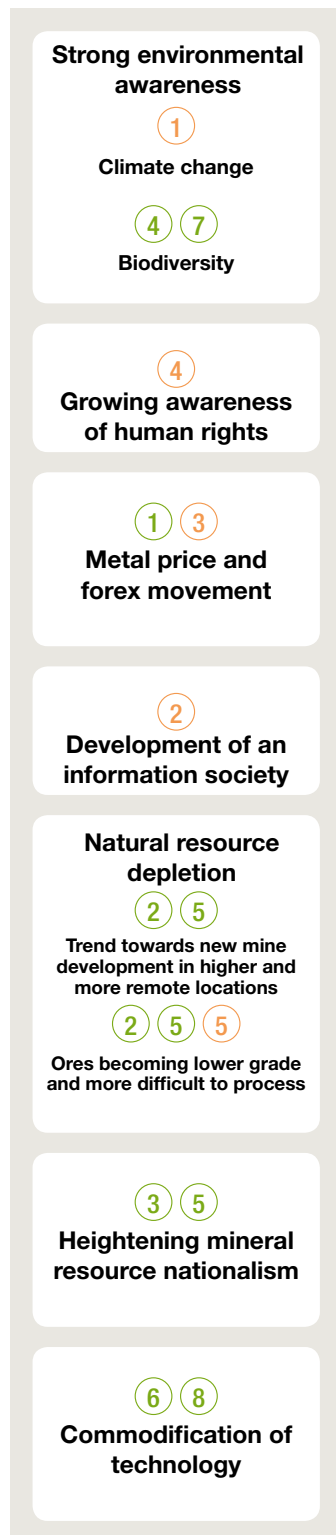 Strong environmental
awareness
1
Climate change
4 7
Biodiversity
4
Growing awareness
of human rights
1 3
Metal price and
forex movement
2
Development of an
information society
Natural resource
depletion
2 5
Trend towards new mine
development in higher and
more remote locations
2 5 5
Ores becoming lower grade
and more difficult to process
3 5
Heightening mineral
resource nationalism
6 8
Commodification of
technology